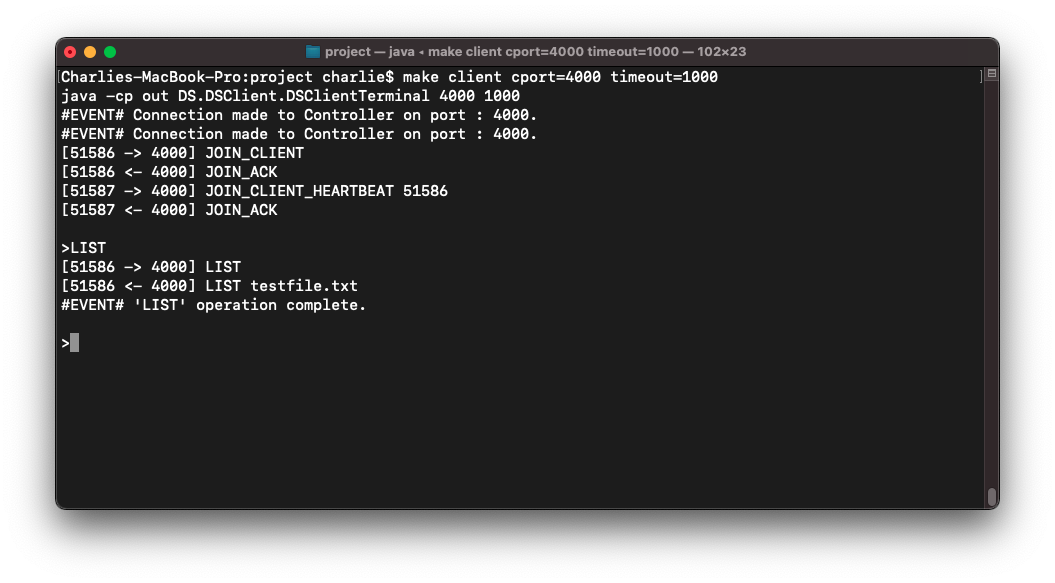 project — java ◂ make client cport=4000 timeout=1000 — 102×23
[Charlies-MacBook-Pro:project charlie$ make client cport=4000 timeout=1000 ]
java -cp out DS.DSClient.DSClientTerminal 4000 1000
#EVENT# Connection made to Controller on port : 4000.
#EVENT# Connection made to Controller on port : 4000.
[51586 -> 4000] JOIN_CLIENT
[51586 <- 4000] JOIN_ACK
[51587 -> 4000] JOIN_CLIENT_HEARTBEAT 51586
[51587 <- 4000] JOIN_ACK
>LIST
[51586 -> 4000] LIST
[51586 <- 4000] LIST testfile.txt
#EVENT# 'LIST' operation complete.
>